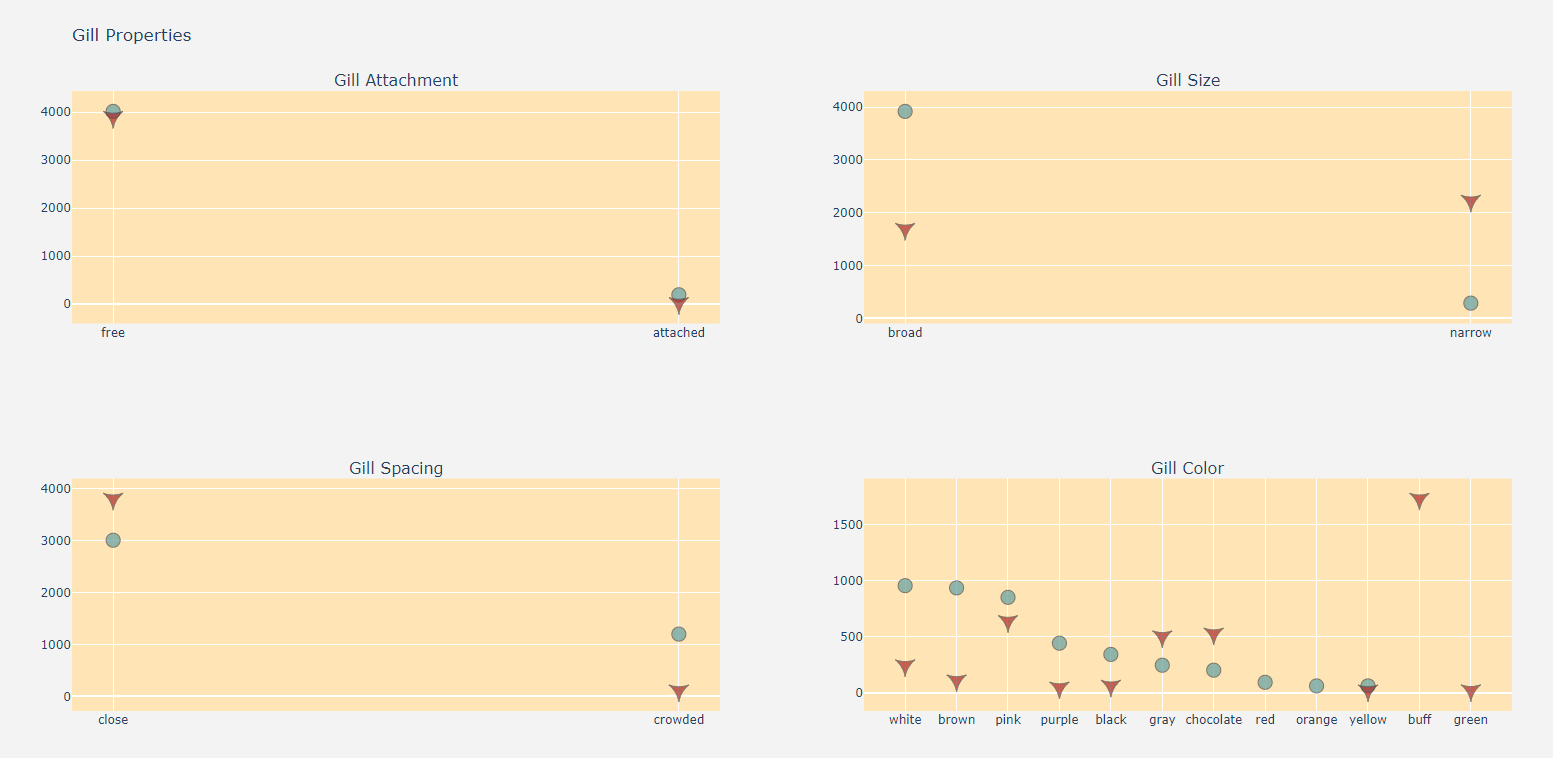 Gill Properties
Gill Attachment
4000
3000
2000
1000
0
free attached
Gill Size
4000
3000
2000
1000
0
broad narrow
Gill Spacing
4000
3000
2000
1000
0
close crowded
Gill Color
1500
1000
500
0
white brown pink purple black gray chocolate red orange yellow buff green